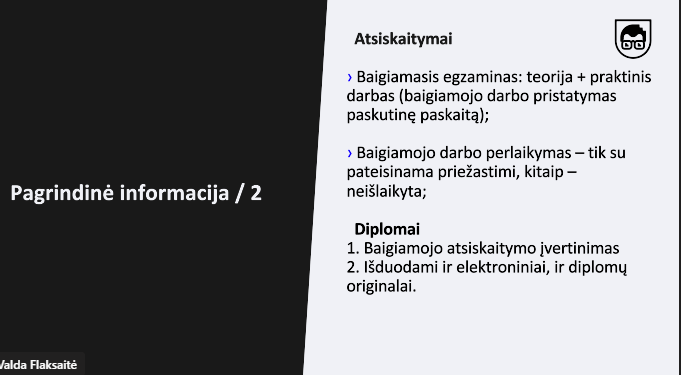 Atsiskaitymai
› Baigiamasis egzaminas: teorija + praktinis
darbas (baigiamojo darbo pristatymas
paskutinę paskaitą);
› Baigiamojo darbo perlaikymas – tik su
pateisinama priežastimi, kitaip –
neišlaikyta;
Pagrindinė informacija / 2
Diplomai
1. Baigiamojo atsiskaitymo įvertinimas
2. Išduodami ir elektroniniai, ir diplomų
originalai.
Valda Flaksaitė